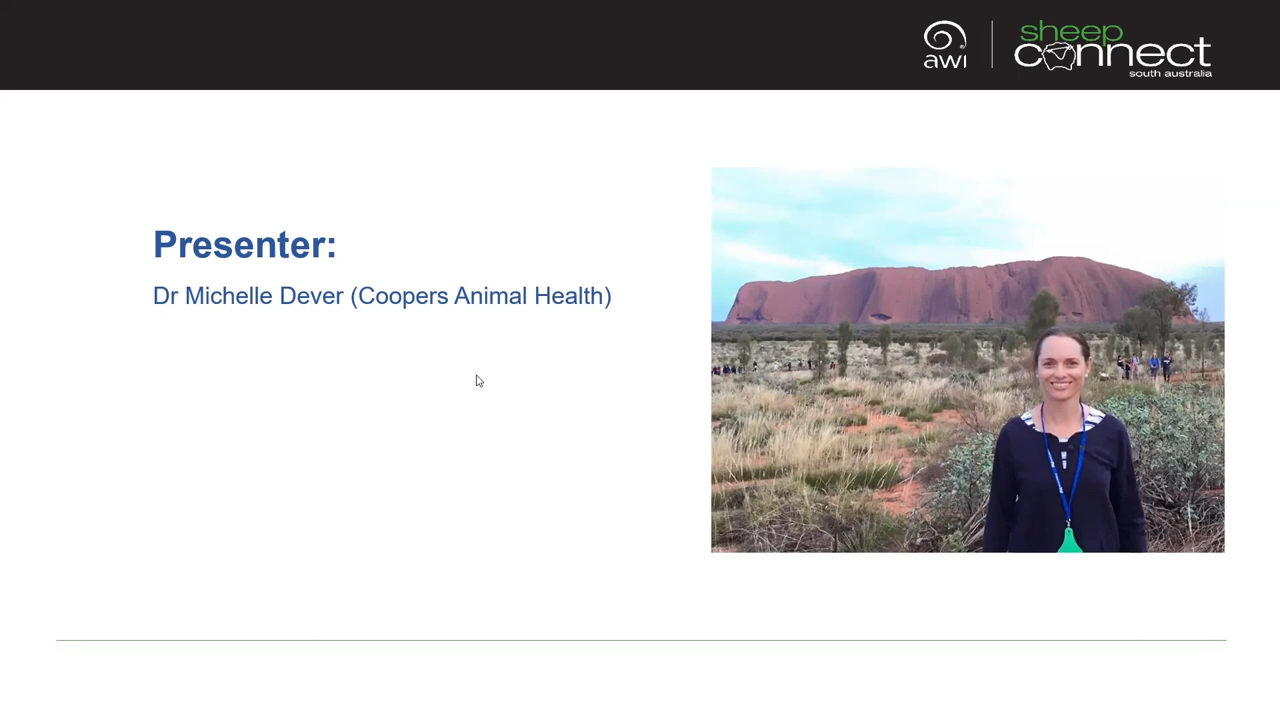 awi
sheep
connect
south australia
Presenter:
Dr Michelle Dever (Coopers Animal Health)